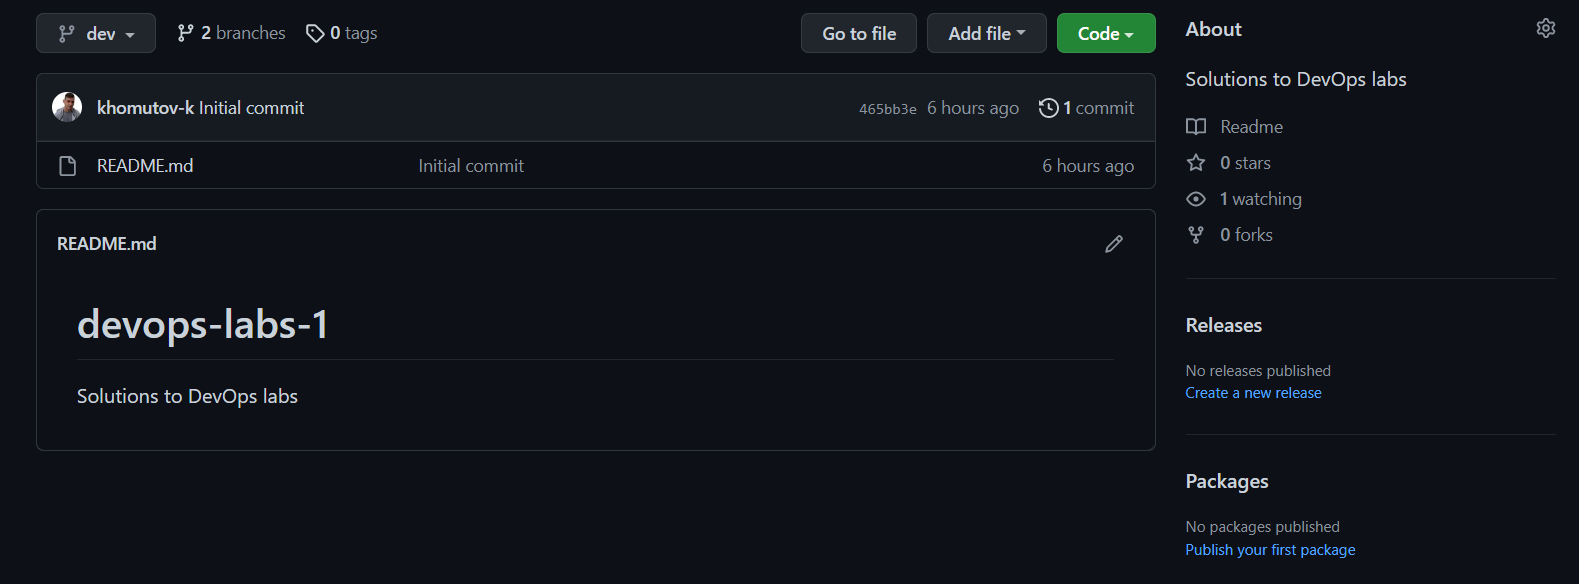 dev 2 branches 0 tags Go to file Add file Code
khomutov-k Initial commit 465bb3e 6 hours ago 1 commit
README.md Initial commit 6 hours ago
README.md
devops-labs-1
Solutions to DevOps labs
About
Solutions to DevOps labs
Readme
0 stars
1 watching
0 forks
Releases
No releases published
Create a new release
Packages
No packages published
Publish your first package